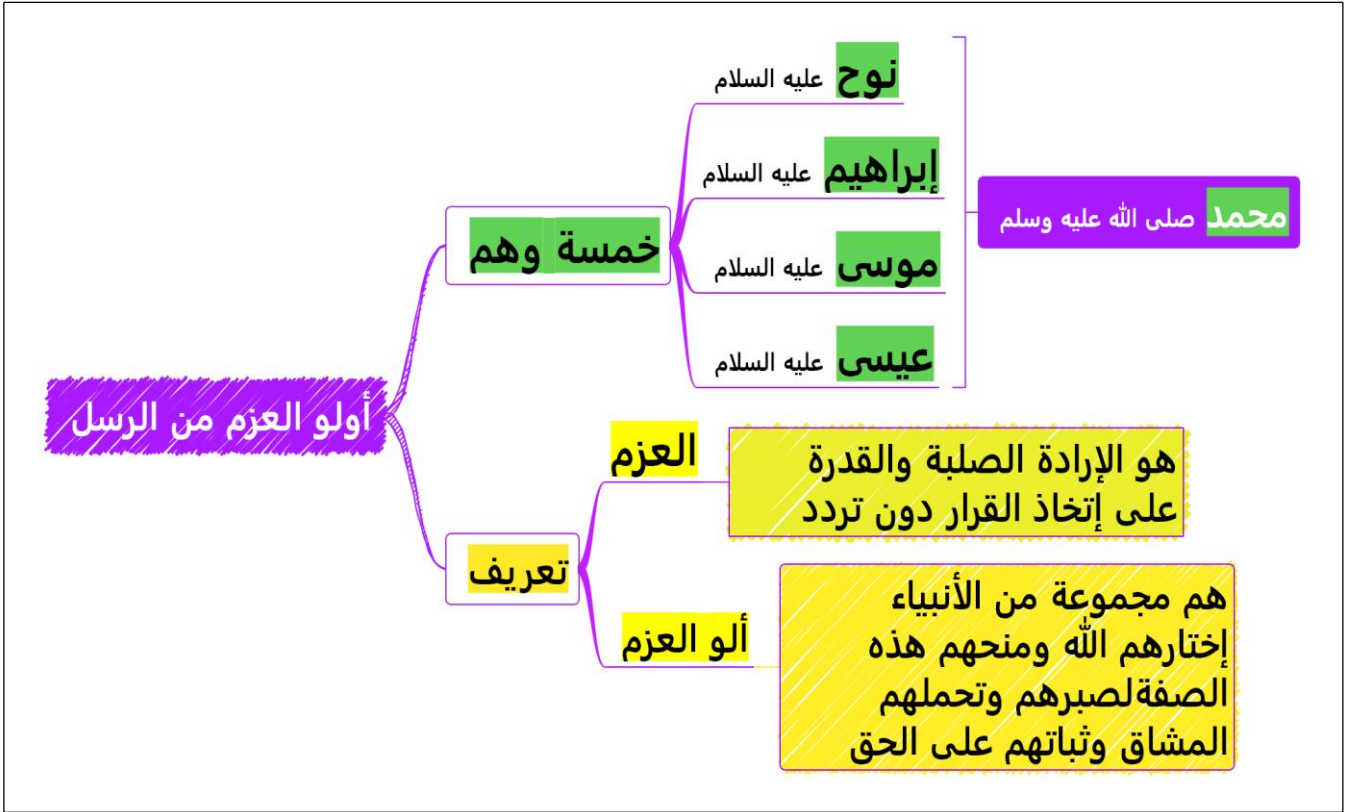 أولو العزم من الرسل
خمسة وهم
نوح عليه السلام
إبراهيم عليه السلام
موسى عليه السلام
عيسى عليه السلام
محمد صلى الله عليه وسلم
تعريف
العزم
هو الإرادة الصلبة والقدرة
على إتخاذ القرار دون تردد
ألو العزم
هم مجموعة من الأنبياء
إختارهم الله ومنحهم هذه
الصفةلصبرهم وتحملهم
المشاق وثباتهم على الحق